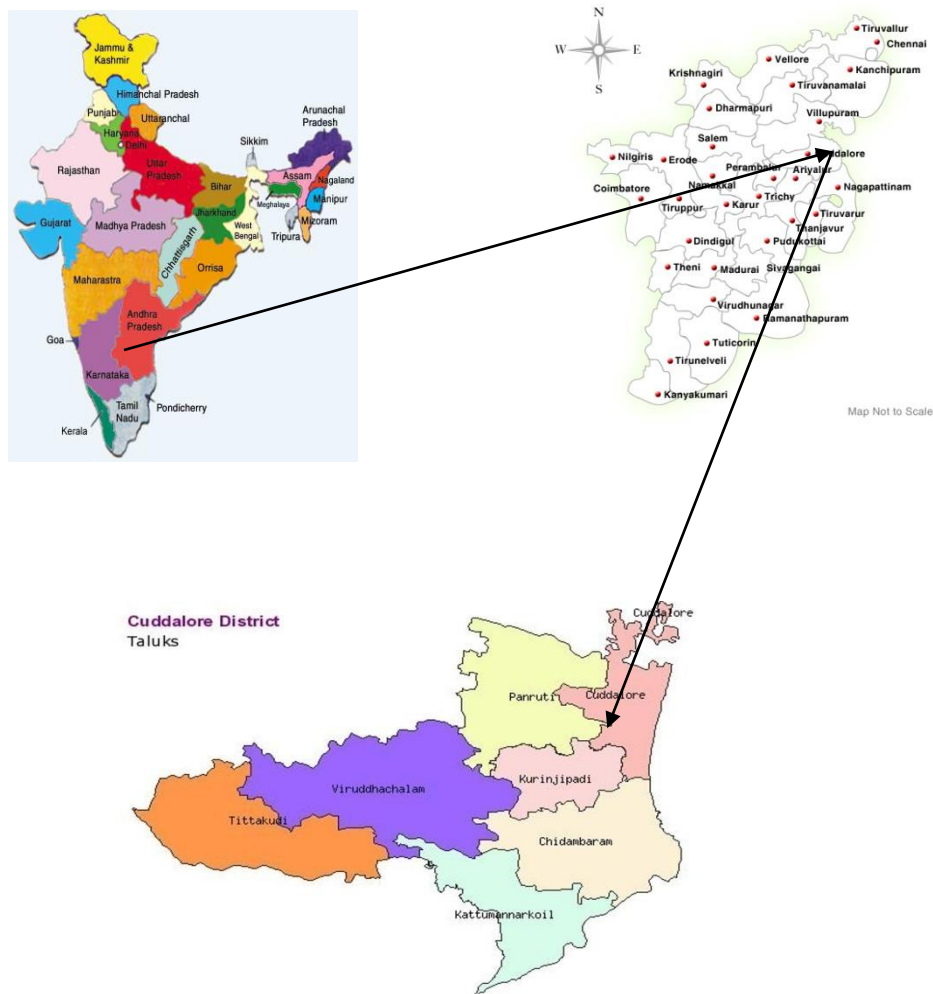 Jammu &
Kashmir
Himanchal Pradesh
Punjab
Uttaranchal
Haryana
Delhi
Arunachal
Pradesh
Sikkim
Rajasthan
Uttar
Pradesh
Assam
Nagaland
Bihar
Meghalaya
Manipur
Gujarat
Madhya Pradesh
Jharkhand
West
Bengal
Tripura
Mizoram
Chhattisgarh
Orrisa
Maharastra
Andhra
Pradesh
Goa
Karnataka
Tamil
Nadu
Pondicherry
Kerala
N
W
E
S
Tiruvallur
Chennai
Vellore
Kanchipuram
Krishnagiri
Tiruvanamalai
Dharmapuri
Villupuram
Salem
Nilgiris
Erode
Perambalur
Ariyalur
Coimbatore
Namakkal
Nagapattinam
Tiruppur
Karur
Trichy
Tiruvarur
Thanjavur
Dindigul
Pudukottai
Theni
Madurai
Sivagangai
Virudhunagar
Ramanathapuram
Tuticorin
Tirunelveli
Kanyakumari
Map Not to Scale
Cuddalore District
Taluks
Cuddalore
Panruti
Cuddalore
Kurinjipadi
Viruddhachalam
Tittakudi
Chidambaram
Kattumannarkoil